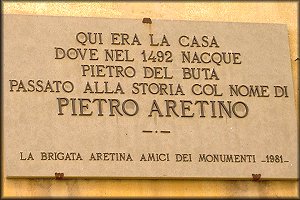 QUI ERA LA CASA
DOVE NEL 1492 NACQUE
PIETRO DEL BUTA
PASSATO ALLA STORIA COL NOME DI
PIETRO ARETINO
LA BRIGATA ARETINA AMICI DEI MONUMENTI -1981-